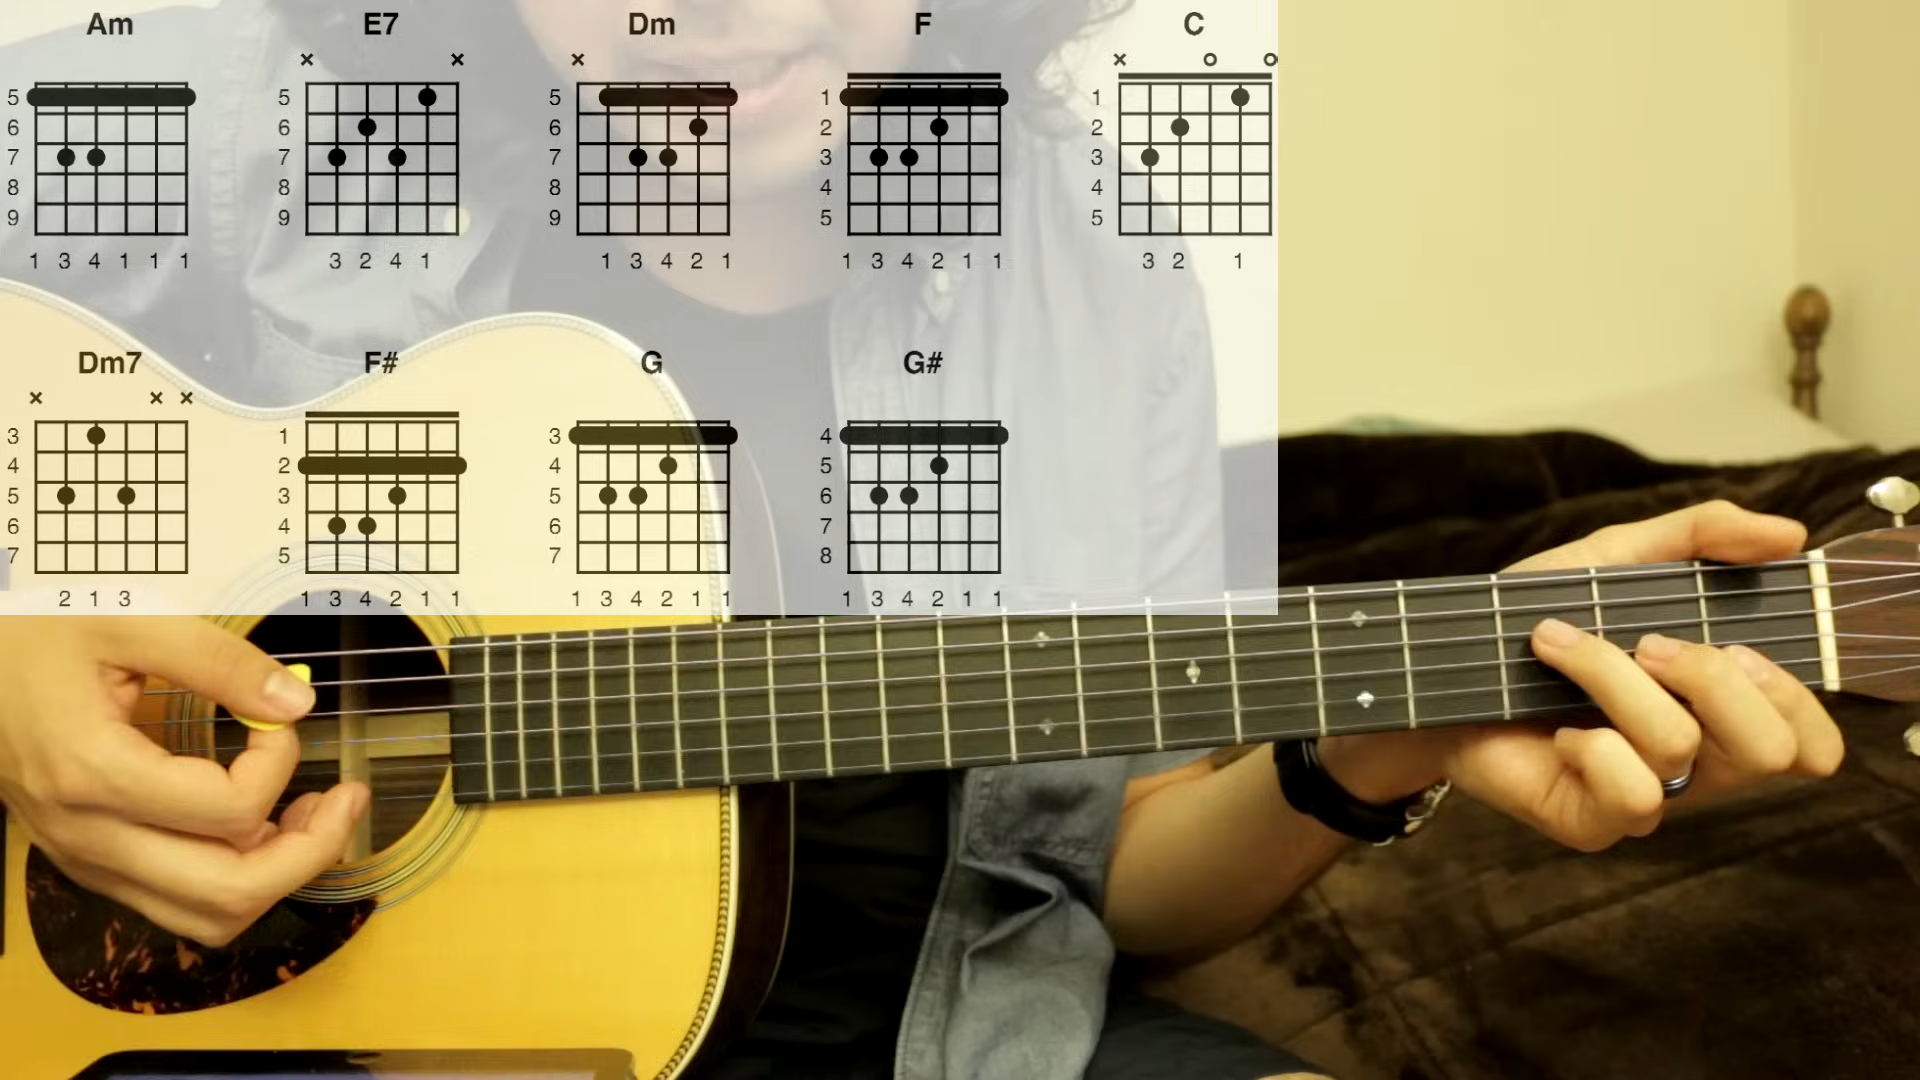 Am E7 Dm F C
x x x x o o
5 5 5 1 1
6 6 6 2 2
7 7 7 3 3
8 8 8 4 4
9 9 9 5 5
1 3 4 1 1 1 3 2 4 1 1 3 4 2 1 1 3 4 2 1 1 3 2 1
Dm7 F# G G#
x x x
3 1 3 4
4 2 4 5
5 3 5 6
6 4 6 7
7 5 7 8
2 1 3 1 3 4 2 1 1 1 3 4 2 1 1 1 3 4 2 1 1